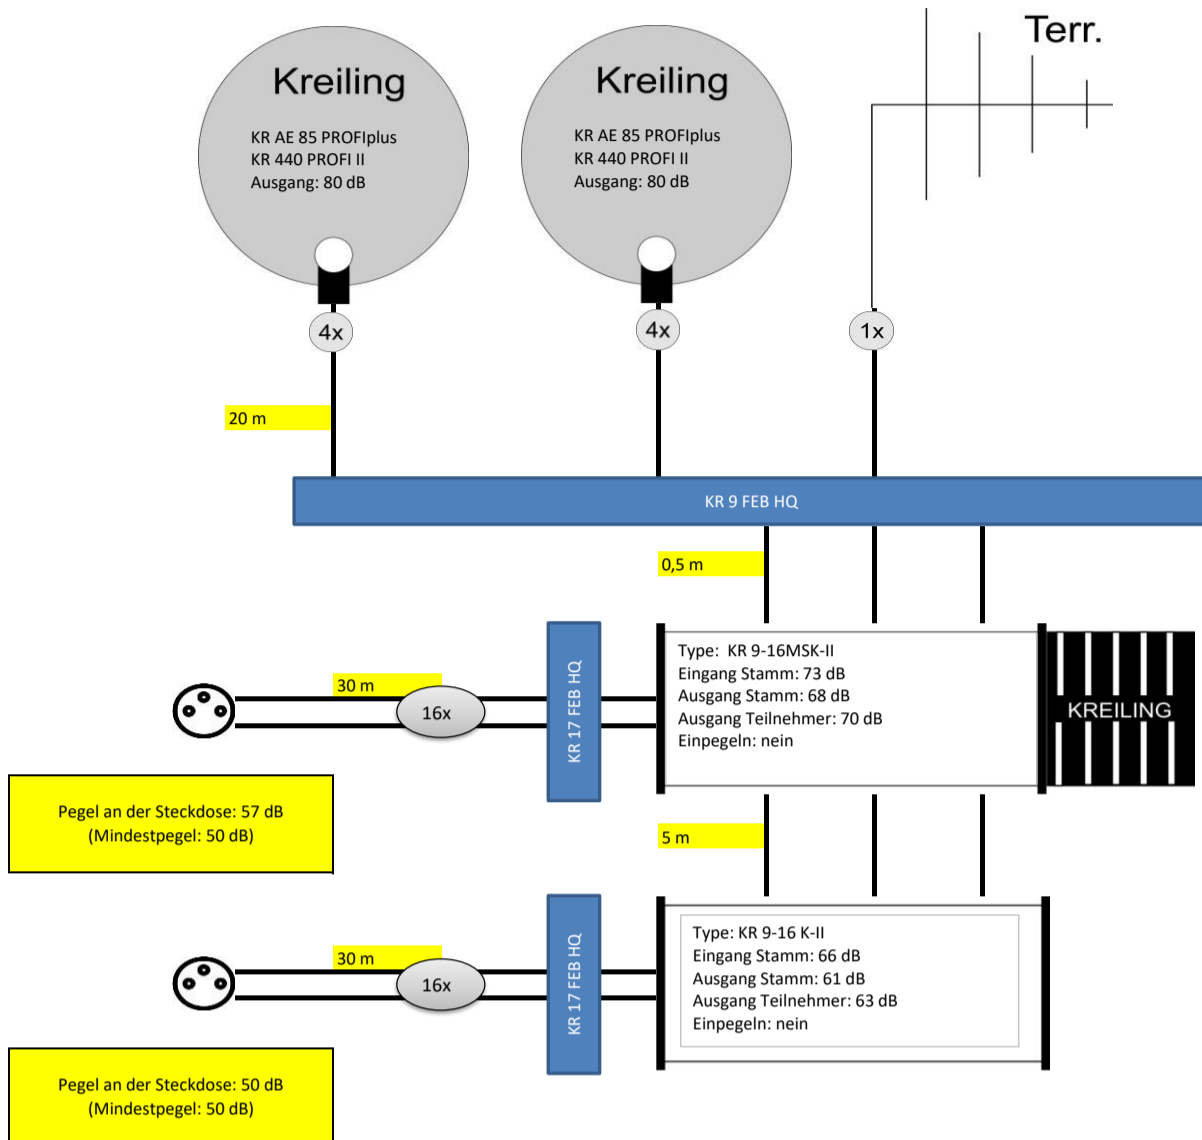 Terr.
Kreiling
KR AE 85 PROFIplus
KR 440 PROFI II
Ausgang: 80 dB
Kreiling
KR AE 85 PROFIplus
KR 440 PROFI II
Ausgang: 80 dB
4x
4x
1x
20 m
KR 9 FEB HQ
0,5 m
Type:  KR 9-16MSK-II
Eingang Stamm: 73 dB
Ausgang Stamm: 68 dB
Ausgang Teilnehmer: 70 dB
Einpegeln: nein
KREILING
30 m
16x
KR 17 FEB HQ
Pegel an der Steckdose: 57 dB
(Mindestpegel: 50 dB)
5 m
Type: KR 9-16 K-II
Eingang Stamm: 66 dB
Ausgang Stamm: 61 dB
Ausgang Teilnehmer: 63 dB
Einpegeln: nein
30 m
16x
KR 17 FEB HQ
Pegel an der Steckdose: 50 dB
(Mindestpegel: 50 dB)